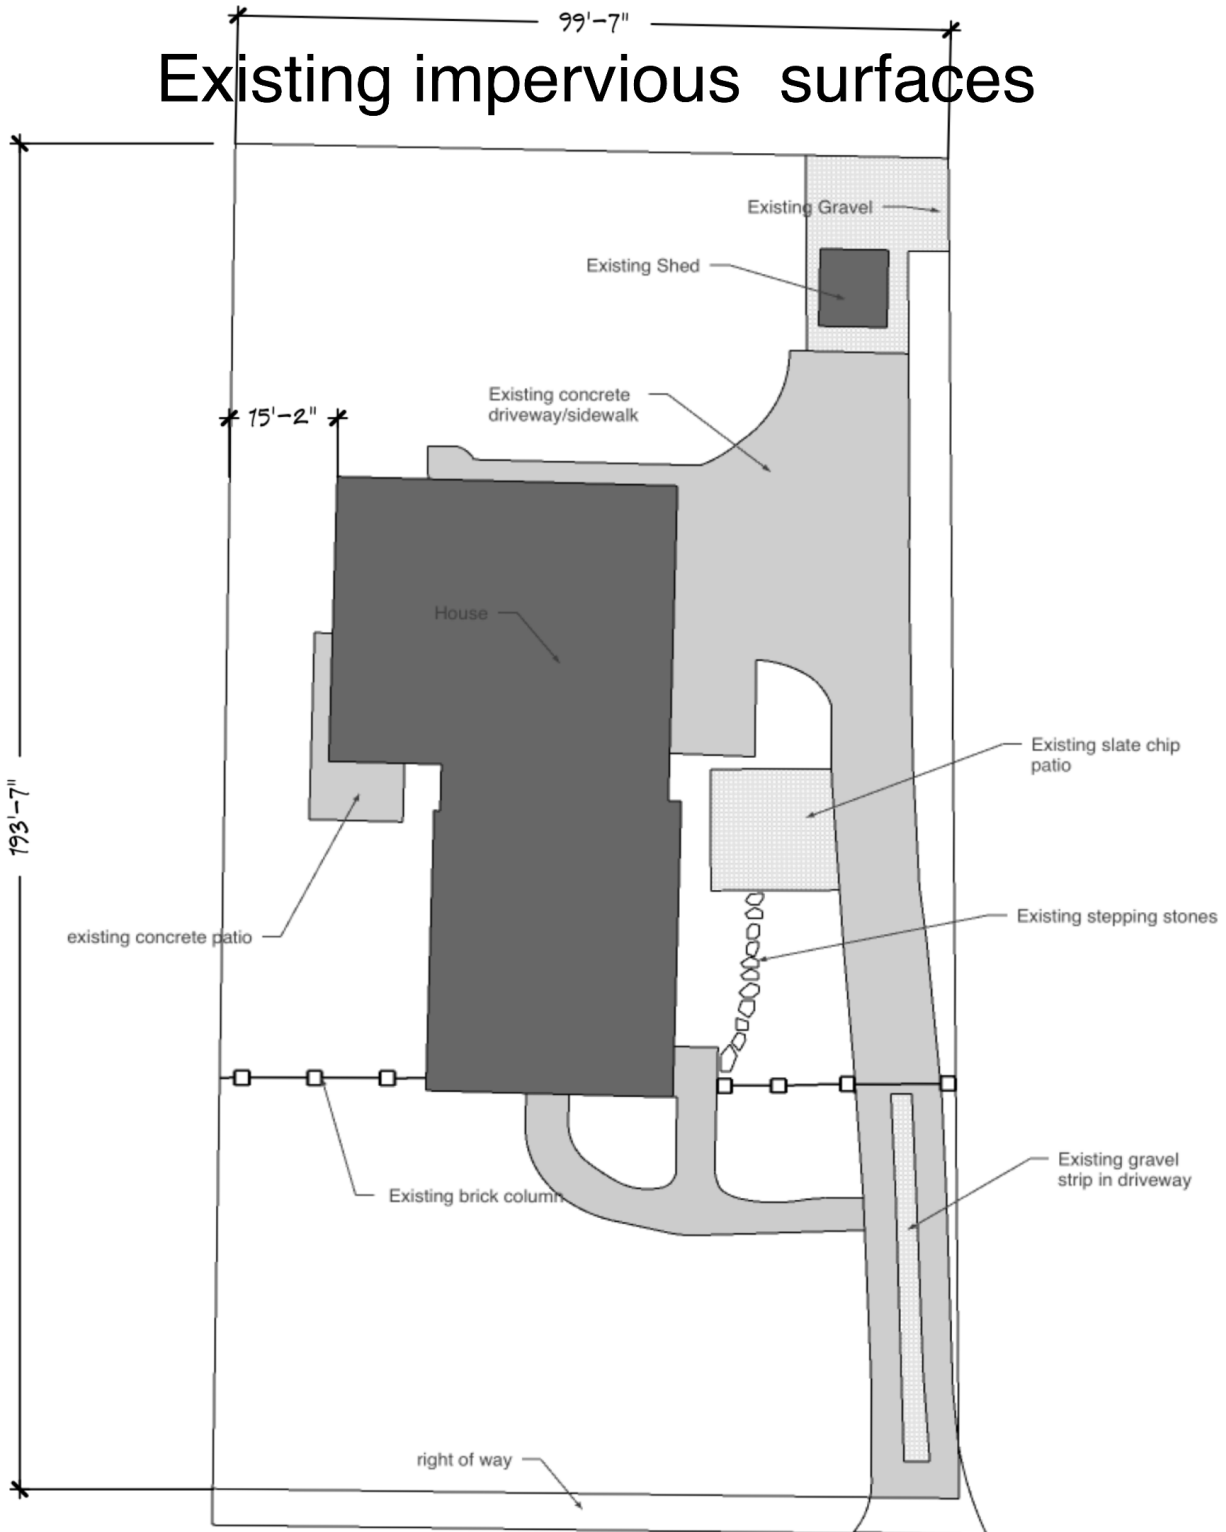 99'-7"
Existing impervious surfaces
Existing Gravel
Existing Shed
Existing concrete
driveway/sidewalk
15'-2"
House
Existing slate chip
patio
193'-7"
Existing stepping stones
existing concrete patio
Existing gravel
strip in driveway
Existing brick column
right of way